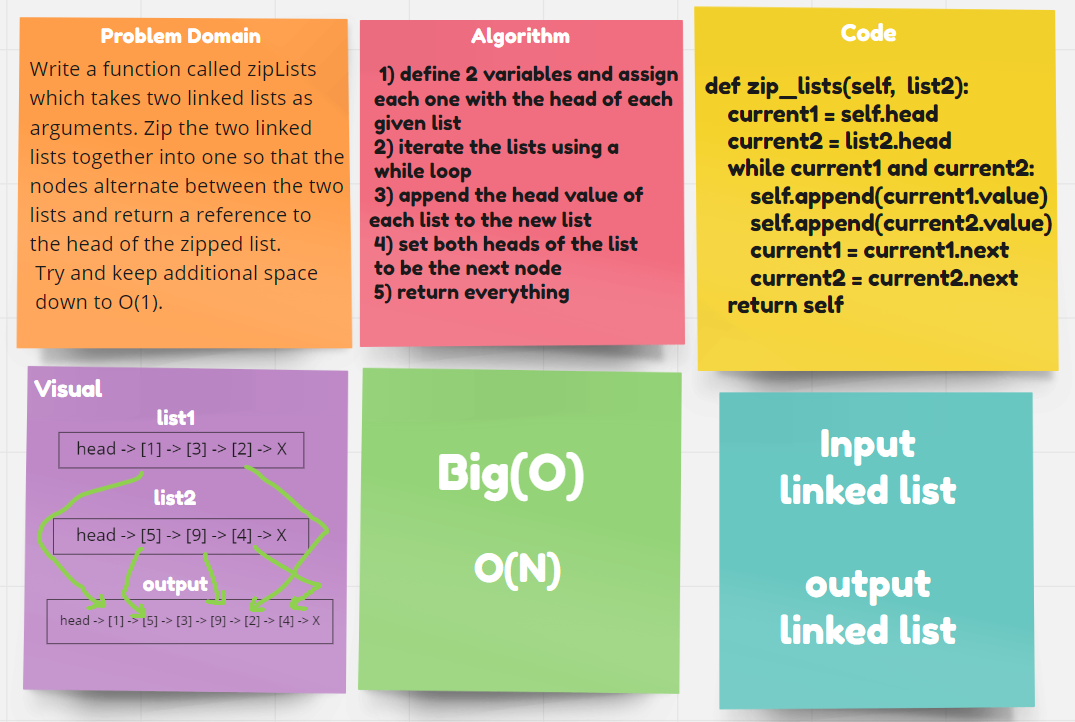 Problem Domain
Write a function called zipLists
which takes two linked lists as
arguments. Zip the two linked
lists together into one so that the
nodes alternate between the two
lists and return a reference to
the head of the zipped list.
Try and keep additional space
down to O(1).
Algorithm
1) define 2 variables and assign
each one with the head of each
given list
2) iterate the lists using a
while loop
3) append the head value of
each list to the new list
4) set both heads of the list
to be the next node
5) return everything
Code
def zip_lists(self, list2):
current1 = self.head
current2 = list2.head
while current1 and current2:
self.append(current1.value)
self.append(current2.value)
current1 = current1.next
current2 = current2.next
return self
Visual
list1
head -> [1] -> [3] -> [2] -> X
list2
head -> [5] -> [9] -> [4] -> X
output
head -> [1] -> [5] -> [3] -> [9] -> [2] -> [4] -> X
Big(O)
O(N)
Input
linked list
output
linked list